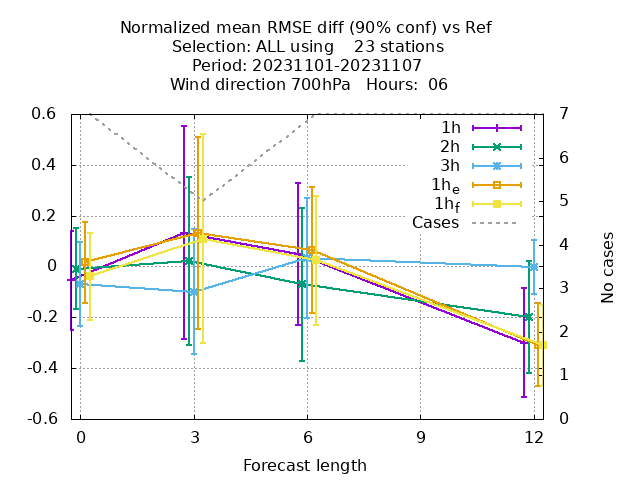 Normalized mean RMSE diff (90% conf) vs Ref
Selection: ALL using    23 stations
Period: 20231101-20231107
Wind direction 700hPa   Hours:  06
0.6
0.4
0.2
0
-0.2
-0.4
-0.6
7
6
5
4
3
2
1
0
1h
2h
3h
1he
1hf
Cases
No cases
0 3 6 9 12
Forecast length